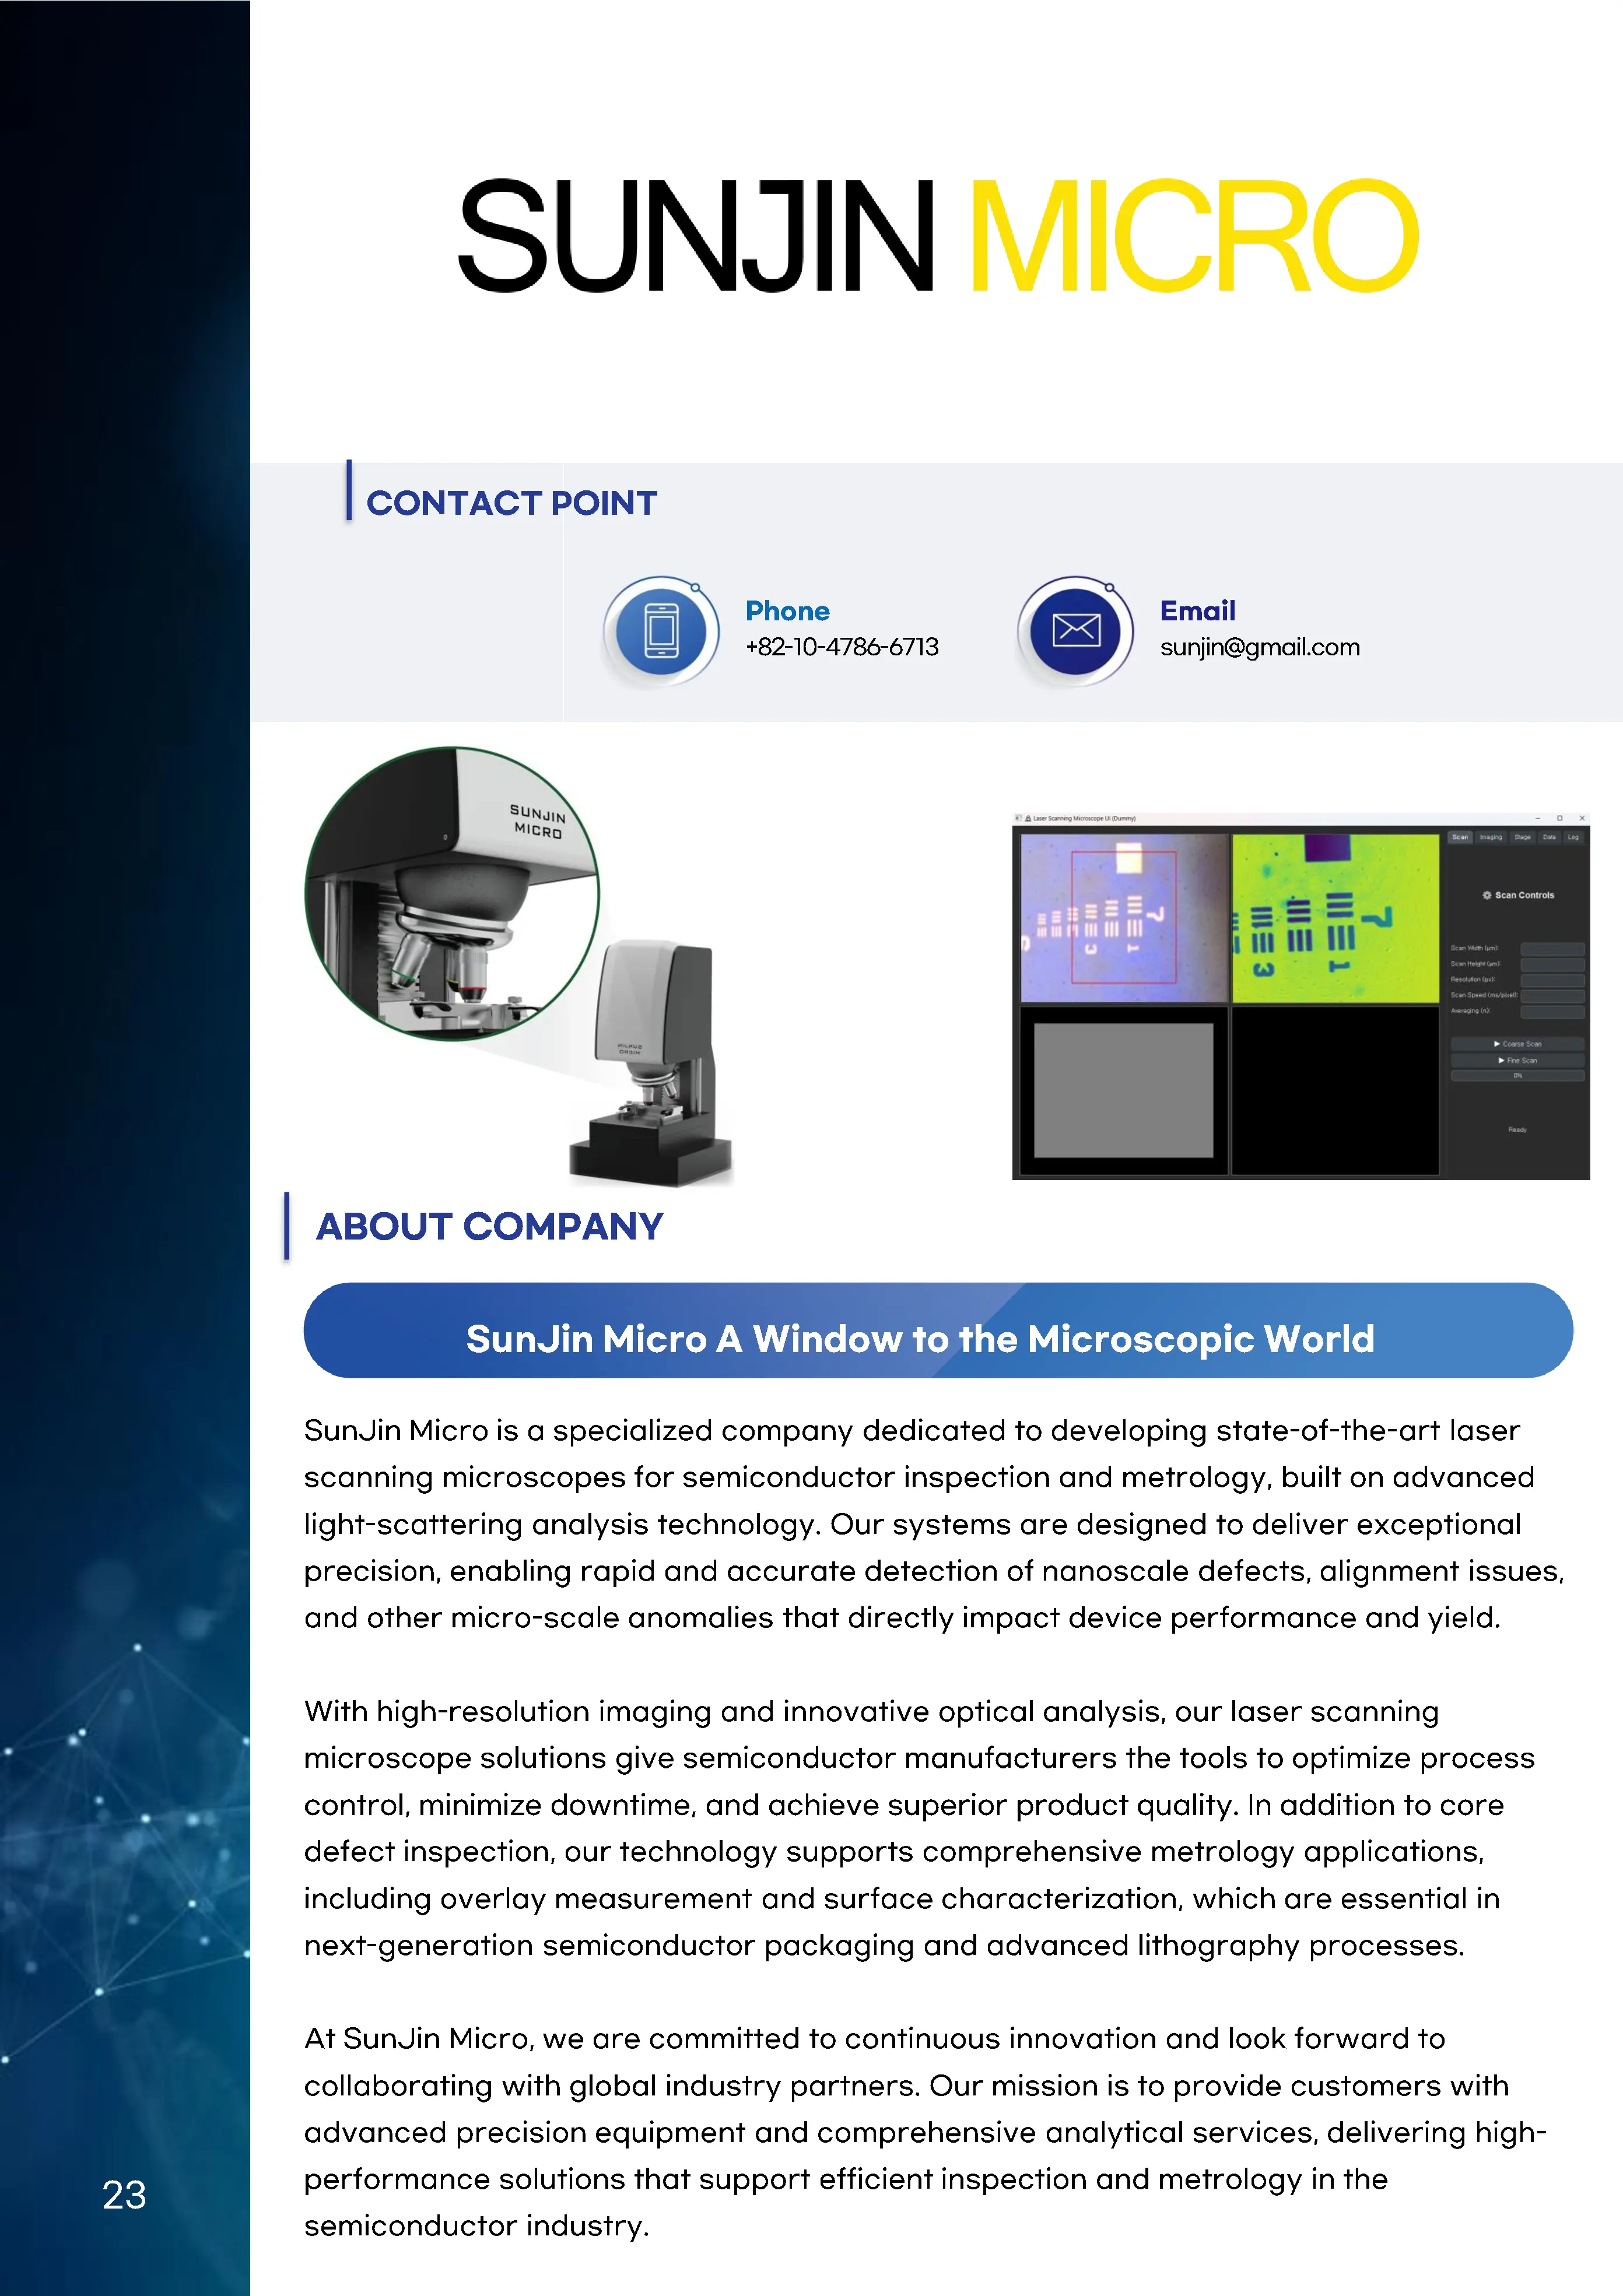 SUNJIN MICRO
CONTACT POINT
Phone
+82-10-4786-6713
Email
sunjin@gmail.com
SUNJIN
MICRO
Laser Scanning Microscope UI (Dummy)
Scan Imaging Stage Data Log
Scan Controls
Scan Width (µm):
Scan Height (µm):
Resolution (px):
Scan Speed (ms/pixel):
Averaging (n):
Coarse Scan
Fine Scan
0%
Ready
7
3
1
7
3
1
ABOUT COMPANY
SunJin Micro A Window to the Microscopic World
SunJin Micro is a specialized company dedicated to developing state-of-the-art laser
scanning microscopes for semiconductor inspection and metrology, built on advanced
light-scattering analysis technology. Our systems are designed to deliver exceptional
precision, enabling rapid and accurate detection of nanoscale defects, alignment issues,
and other micro-scale anomalies that directly impact device performance and yield.
With high-resolution imaging and innovative optical analysis, our laser scanning
microscope solutions give semiconductor manufacturers the tools to optimize process
control, minimize downtime, and achieve superior product quality. In addition to core
defect inspection, our technology supports comprehensive metrology applications,
including overlay measurement and surface characterization, which are essential in
next-generation semiconductor packaging and advanced lithography processes.
At SunJin Micro, we are committed to continuous innovation and look forward to
collaborating with global industry partners. Our mission is to provide customers with
advanced precision equipment and comprehensive analytical services, delivering high-
performance solutions that support efficient inspection and metrology in the
semiconductor industry.
23